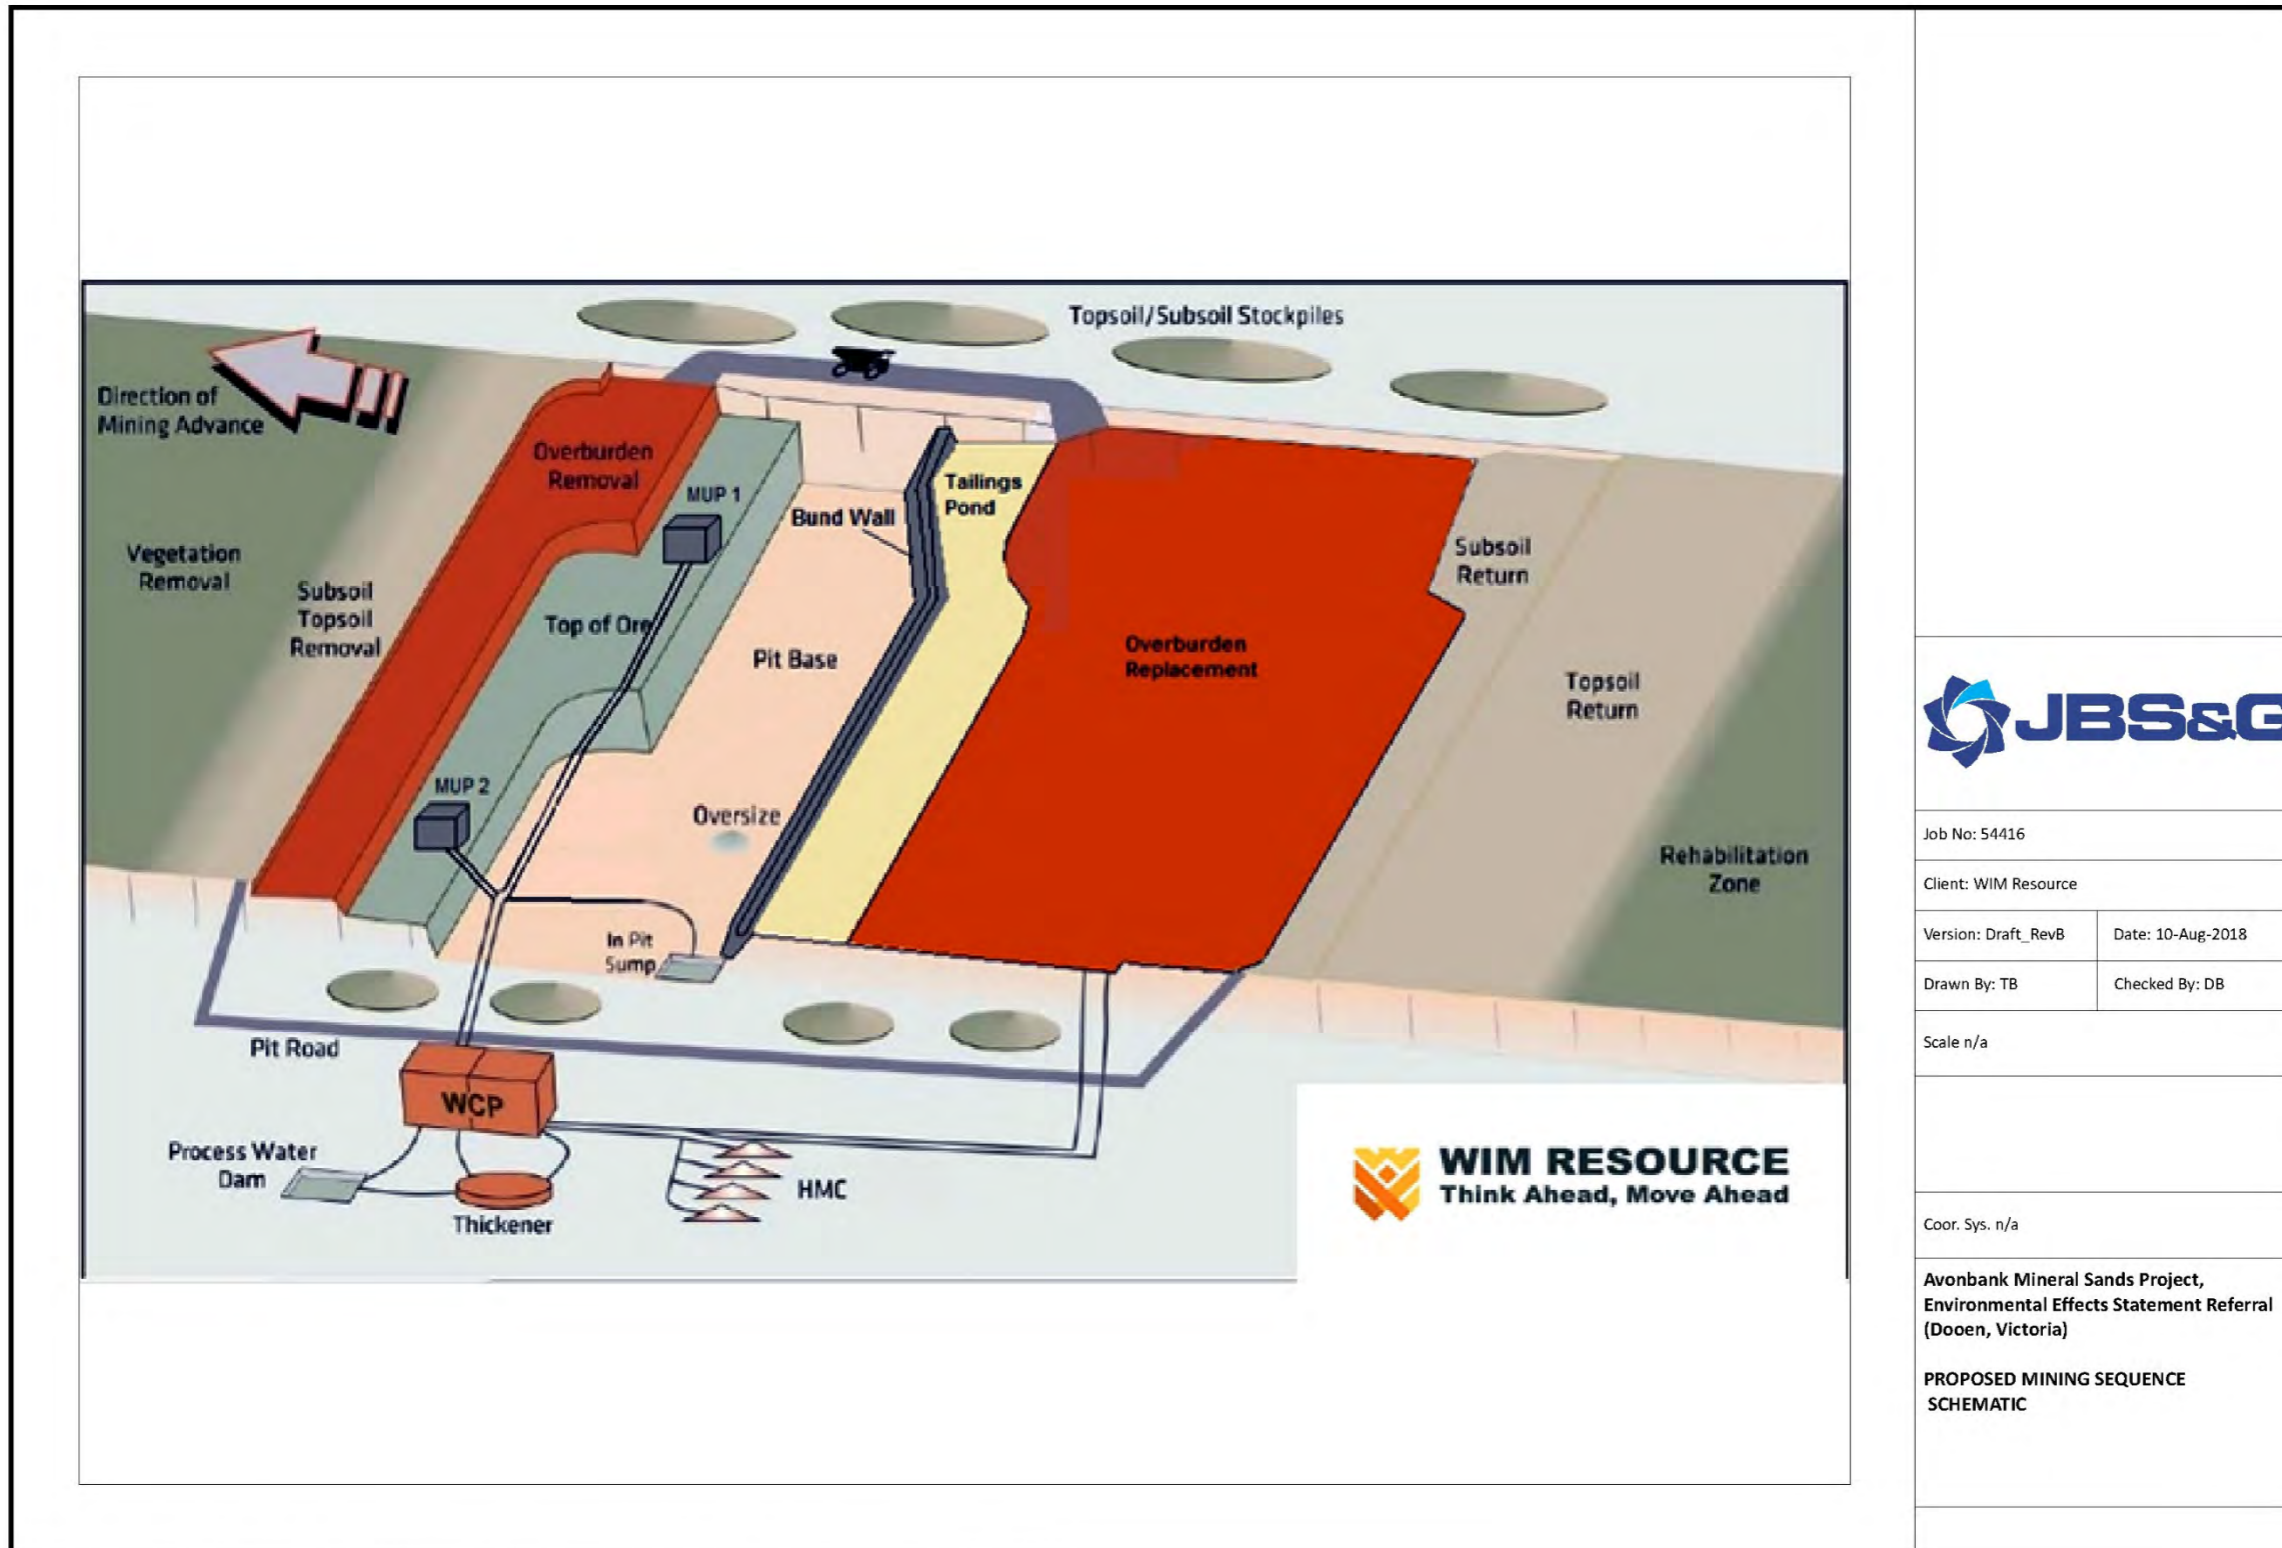 Topsoil/Subsoil Stockpiles
Direction of
Mining Advance
Overburden
Removal
MUP 1
Tailings
Pond
Bund Wall
Vegetation
Removal
Subsoil
Topsoil
Removal
Top of Ore
Pit Base
Subsoil
Return
Overburden
Replacement
Topsoil
Return
MUP 2
Oversize
Rehabilitation
Zone
In Pit
Sump
Pit Road
WCP
Process Water
Dam
HMC
Thickener
WIM RESOURCE
Think Ahead, Move Ahead
JBS&G
Job No: 54416
Client: WIM Resource
Version: Draft_RevB
Date: 10-Aug-2018
Drawn By: TB
Checked By: DB
Scale n/a
Coor. Sys. n/a
Avonbank Mineral Sands Project,
Environmental Effects Statement Referral
(Dooen, Victoria)
PROPOSED MINING SEQUENCE
SCHEMATIC